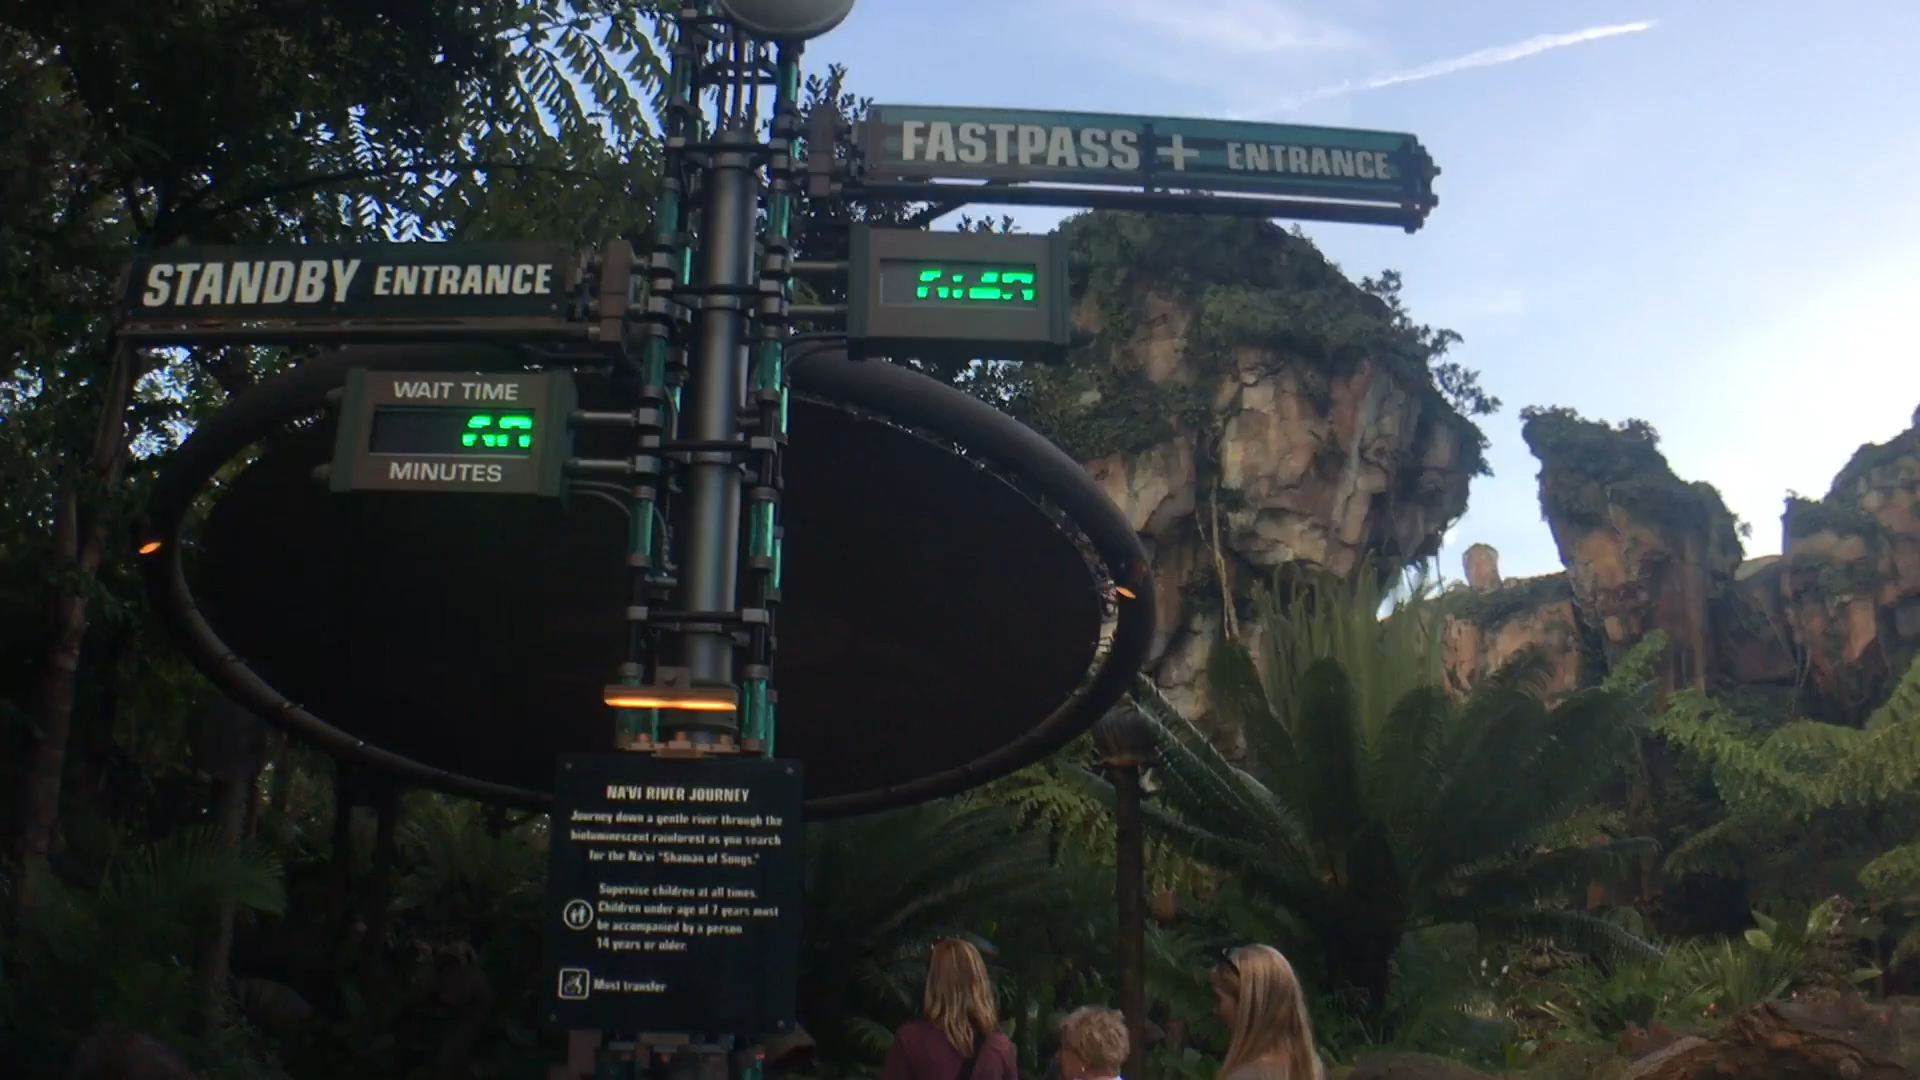 FASTPASS + ENTRANCE
STANDBY ENTRANCE
WAIT TIME
MINUTES
NA'VI RIVER JOURNEY
Journey down a gentle river through the
bioluminescent rainforest as you search
for the Na'vi "Shaman of Songs."
Supervise children at all times.
Children under age of 7 years must
be accompanied by a person
14 years or older.
Must transfer